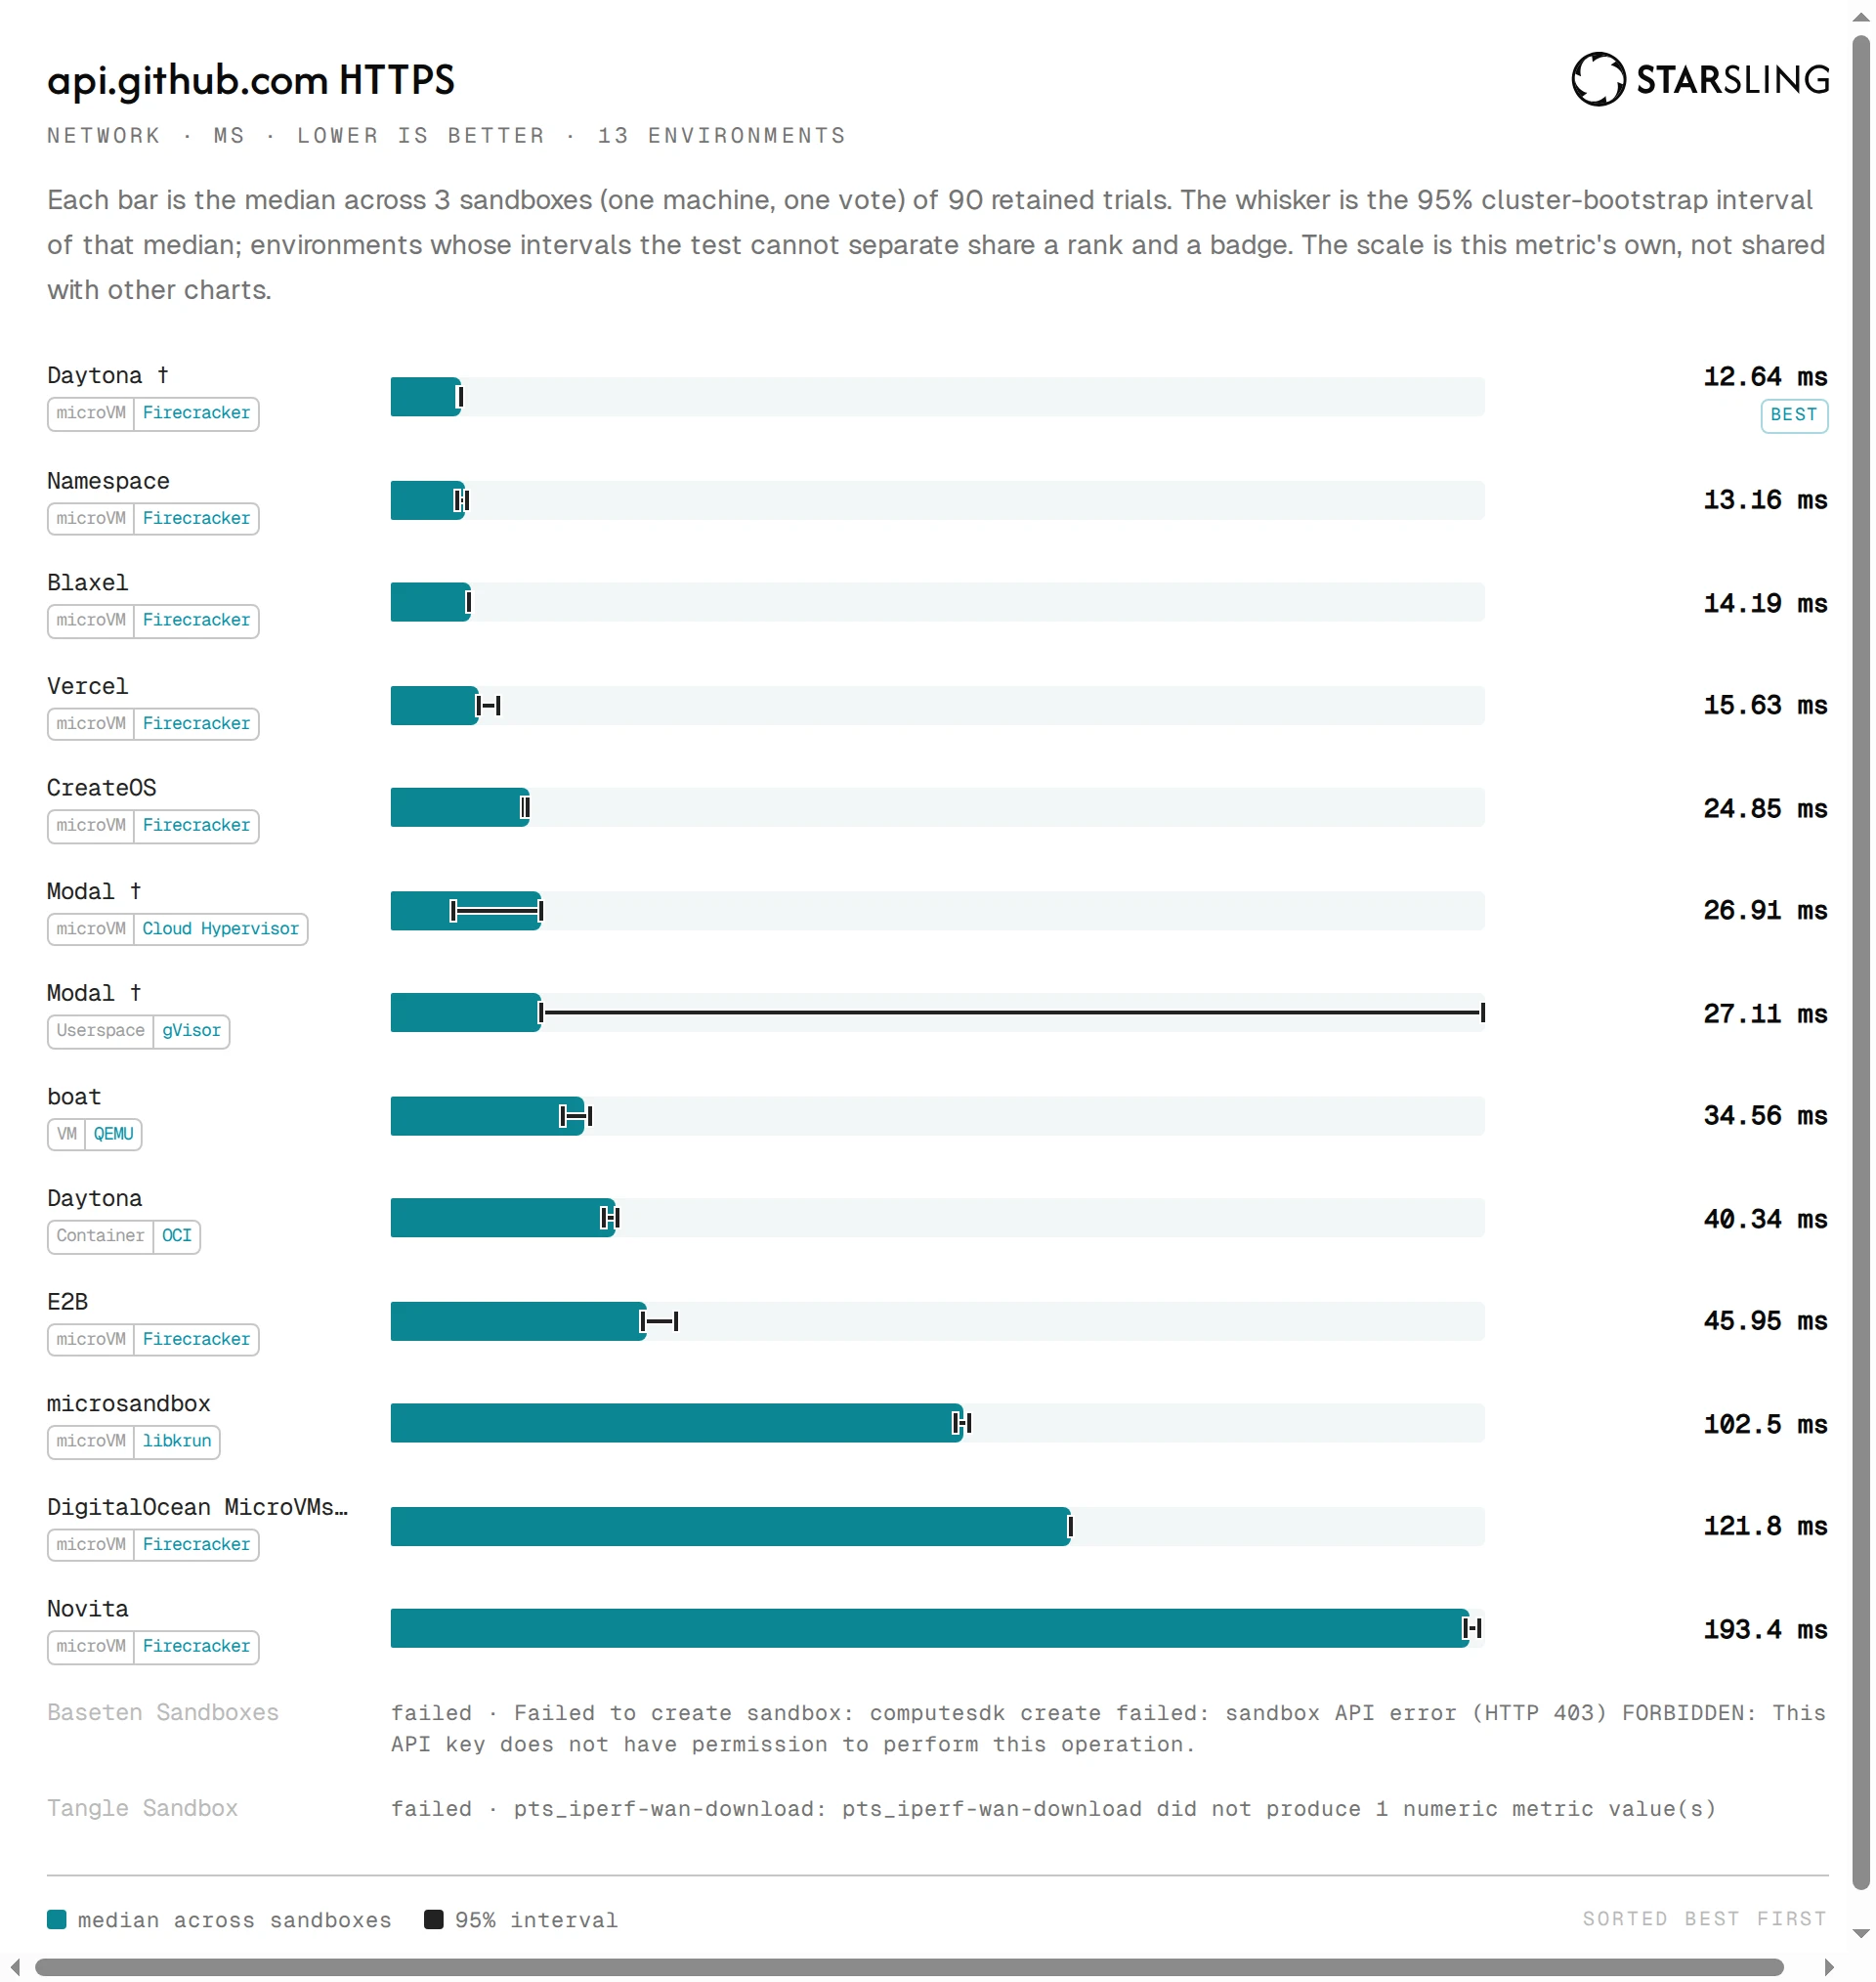 api.github.com HTTPS
STARSLING
NETWORK · MS · LOWER IS BETTER · 13 ENVIRONMENTS
Each bar is the median across 3 sandboxes (one machine, one vote) of 90 retained trials. The whisker is the 95% cluster-bootstrap interval
of that median; environments whose intervals the test cannot separate share a rank and a badge. The scale is this metric's own, not shared
with other charts.
Daytona †
microVM Firecracker
12.64 ms
BEST
Namespace
microVM Firecracker
13.16 ms
Blaxel
microVM Firecracker
14.19 ms
Vercel
microVM Firecracker
15.63 ms
CreateOS
microVM Firecracker
24.85 ms
Modal †
microVM Cloud Hypervisor
26.91 ms
Modal †
Userspace gVisor
27.11 ms
boat
VM QEMU
34.56 ms
Daytona
Container OCI
40.34 ms
E2B
microVM Firecracker
45.95 ms
microsandbox
microVM libkrun
102.5 ms
DigitalOcean MicroVMs…
microVM Firecracker
121.8 ms
Novita
microVM Firecracker
193.4 ms
Baseten Sandboxes
failed · Failed to create sandbox: computesdk create failed: sandbox API error (HTTP 403) FORBIDDEN: This
API key does not have permission to perform this operation.
Tangle Sandbox
failed · pts_iperf-wan-download: pts_iperf-wan-download did not produce 1 numeric metric value(s)
median across sandboxes
95% interval
SORTED BEST FIRST